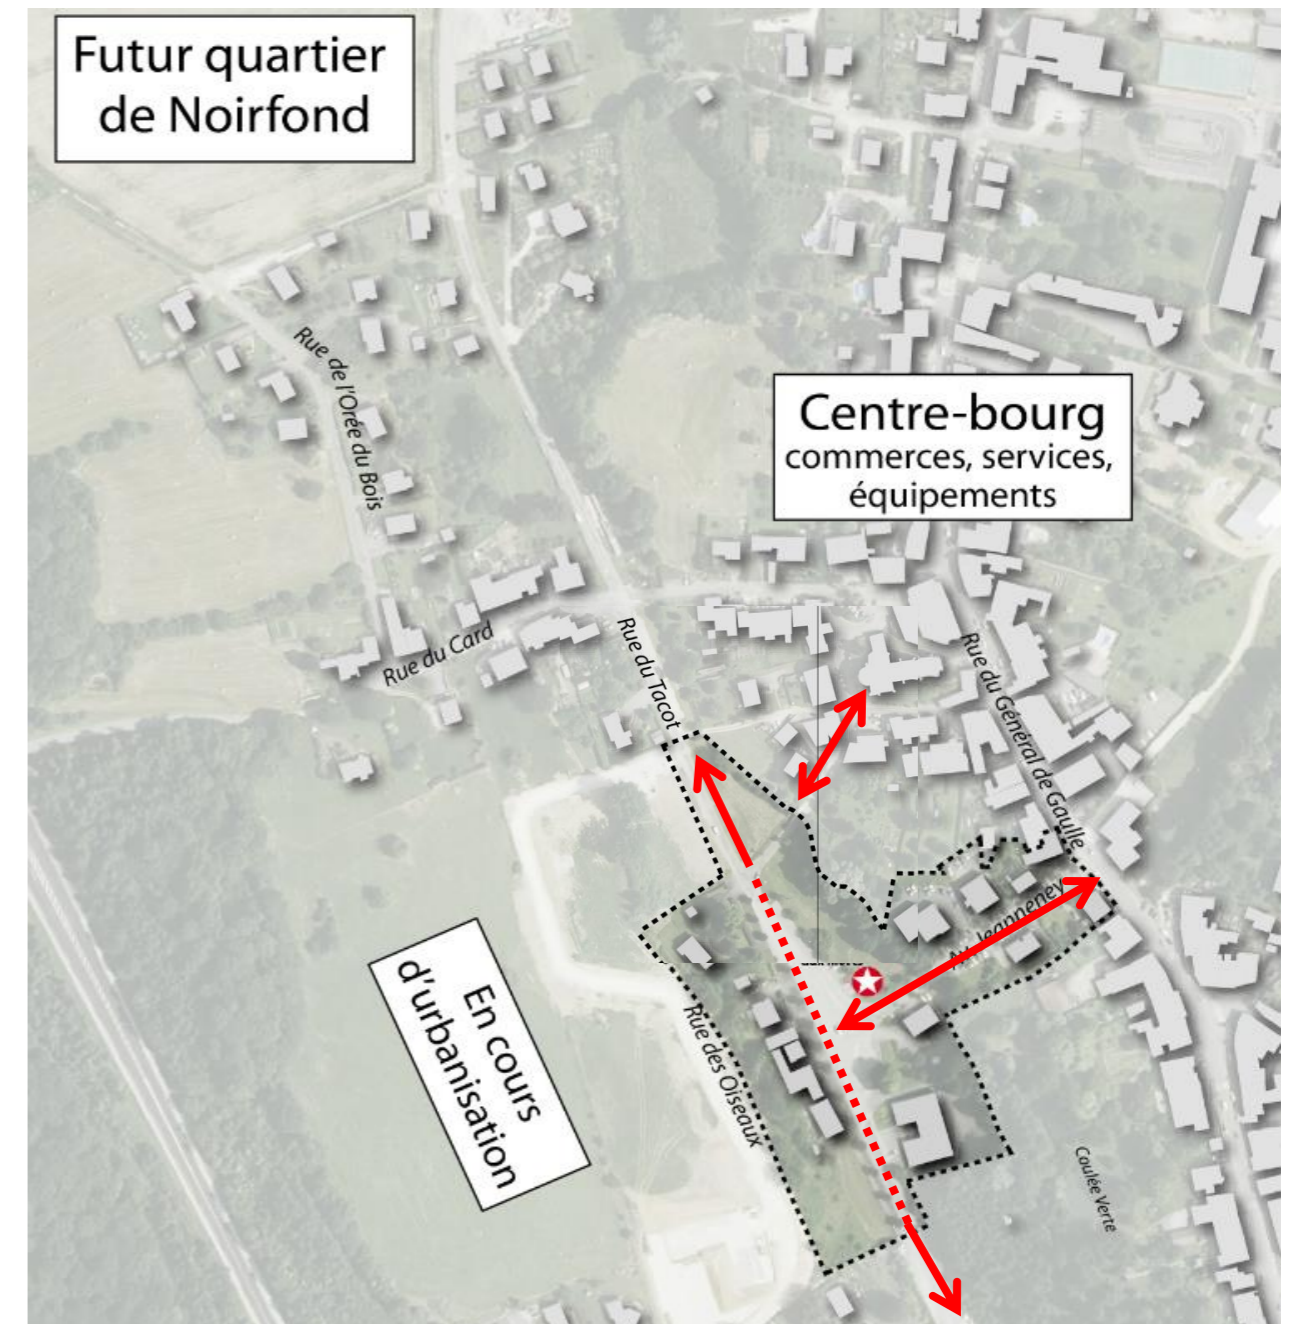 Futur quartier
de Noirfond
Rue de l'Orée du Bois
Centre-bourg
commerces, services,
équipements
Rue du Card
Rue du Tacot
Rue du Général de Gaulle
Jeanneney
En cours
d'urbanisation
Rue des Oiseaux
Coulée Verte